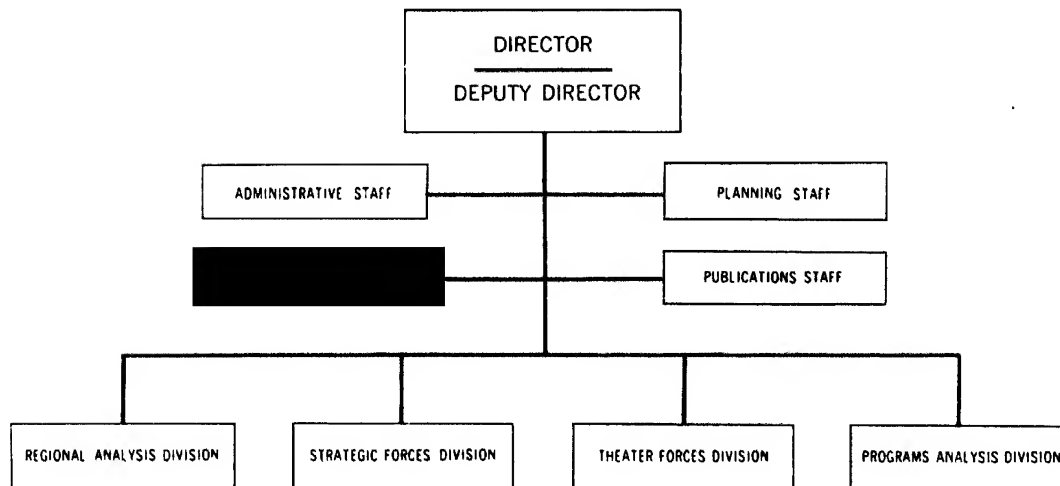 DIRECTOR
DEPUTY DIRECTOR
ADMINISTRATIVE STAFF
PLANNING STAFF
PUBLICATIONS STAFF
REGIONAL ANALYSIS DIVISION
STRATEGIC FORCES DIVISION
THEATER FORCES DIVISION
PROGRAMS ANALYSIS DIVISION